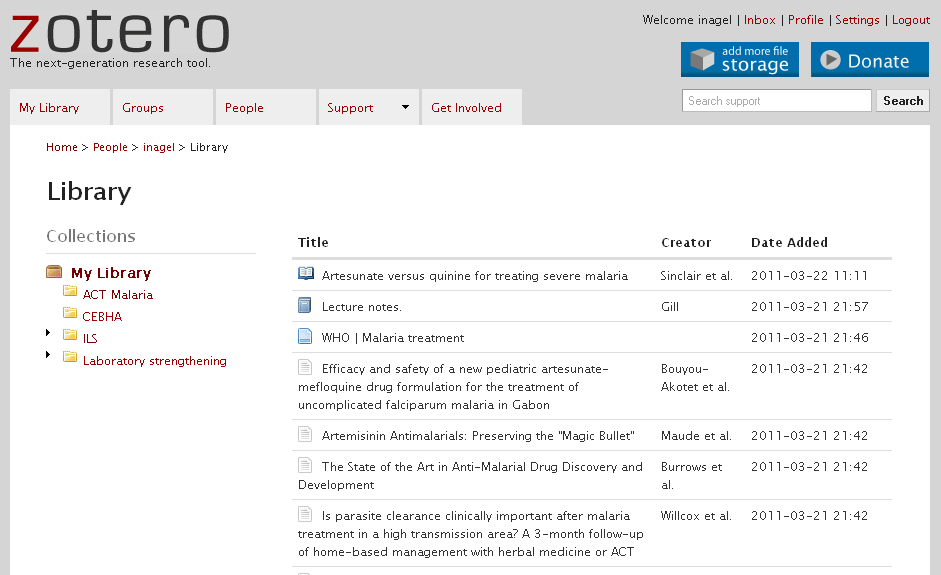 zotero
The next-generation research tool.
Welcome inagel | Inbox | Profile | Settings | Logout
add more file
storage
Donate
My Library
Groups
People
Support
Get Involved
Search support
Search
Home > People > inagel > Library
Library
Collections
My Library
ACT Malaria
CEBHA
ILS
Laboratory strengthening
Title Creator Date Added
Artesunate versus quinine for treating severe malaria Sinclair et al. 2011-03-22 11:11
Lecture notes. Gill 2011-03-21 21:57
WHO | Malaria treatment 2011-03-21 21:46
Efficacy and safety of a new pediatric artesunate- Bouyou- 2011-03-21 21:42
mefloquine drug formulation for the treatment of Akotet et al.
uncomplicated falciparum malaria in Gabon
Artemisinin Antimalarials: Preserving the "Magic Bullet" Maude et al. 2011-03-21 21:42
The State of the Art in Anti-Malarial Drug Discovery and Burrows et 2011-03-21 21:42
Development al.
Is parasite clearance clinically important after malaria Willcox et al. 2011-03-21 21:42
treatment in a high transmission area? A 3-month follow-up
of home-based management with herbal medicine or ACT